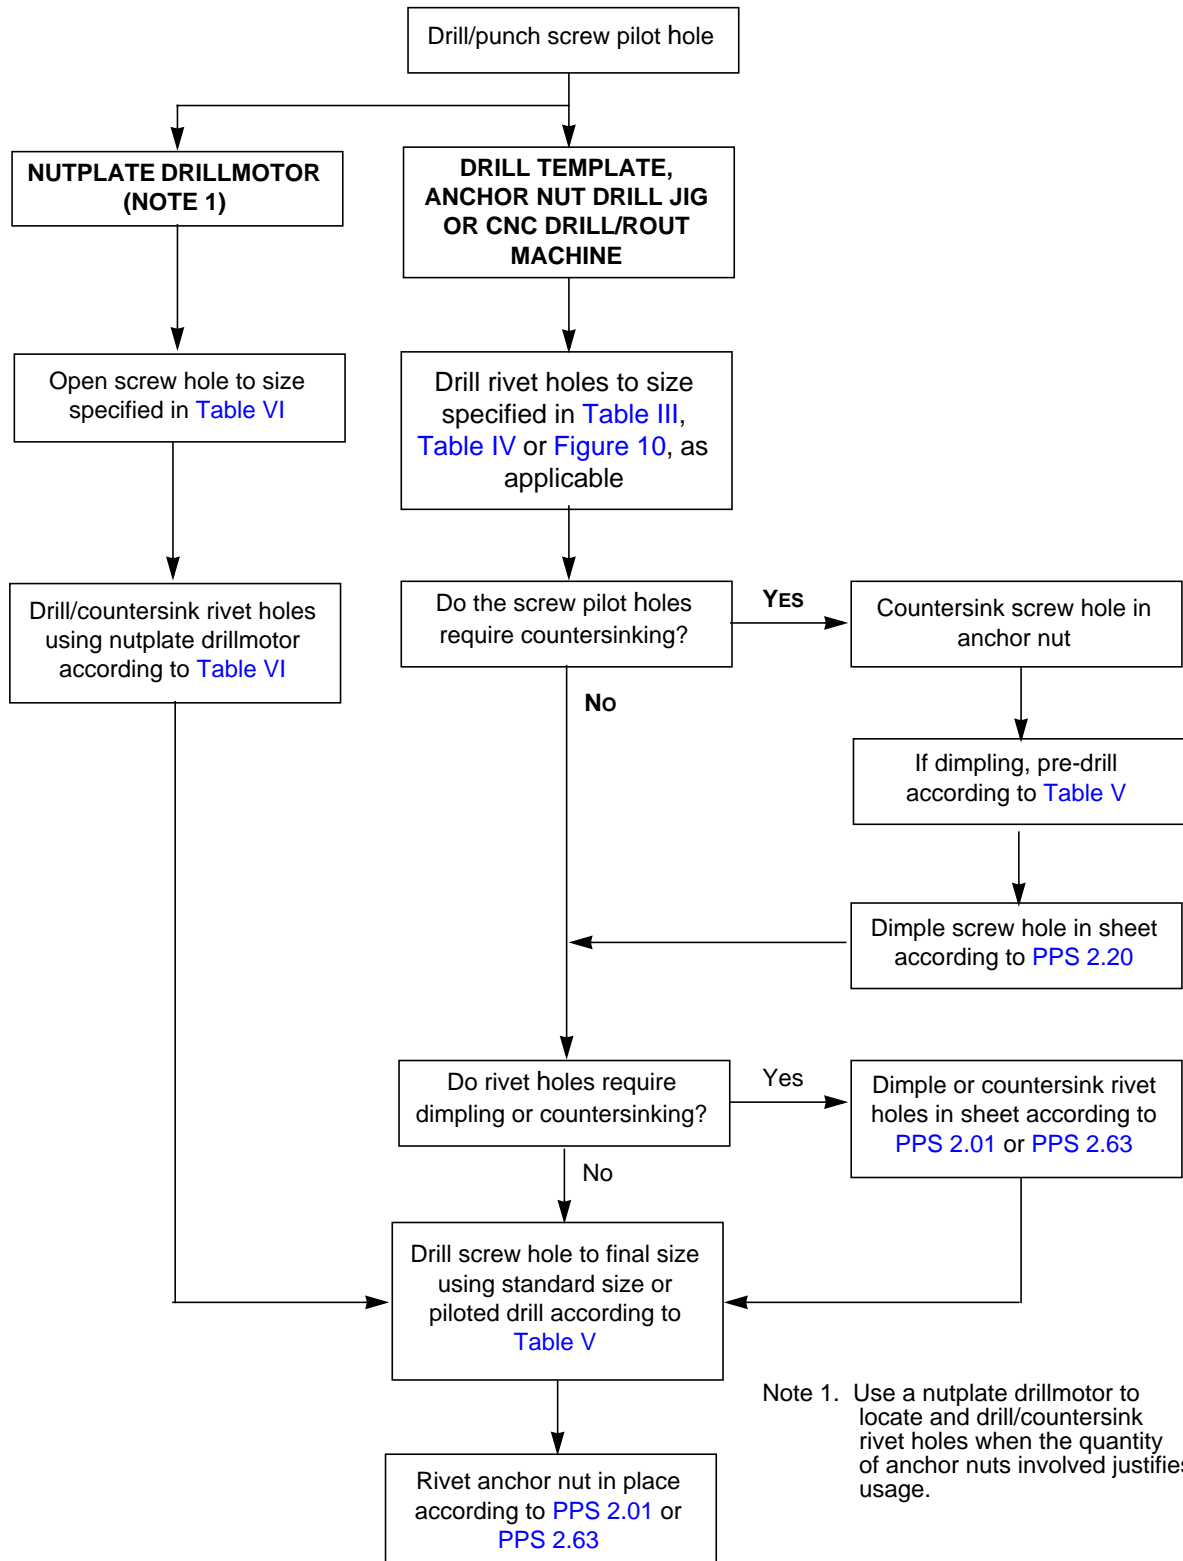 Drill/punch screw pilot hole
NUTPLATE DRILLMOTOR
(NOTE 1)
DRILL TEMPLATE,
ANCHOR NUT DRILL JIG
OR CNC DRILL/ROUT
MACHINE
Open screw hole to size
specified in Table VI
Drill rivet holes to size
specified in Table III,
Table IV or Figure 10, as
applicable
Drill/countersink rivet holes
using nutplate drillmotor
according to Table VI
Do the screw pilot holes
require countersinking?
YES
Countersink screw hole in
anchor nut
NO
If dimpling, pre-drill
according to Table V
Dimple screw hole in sheet
according to PPS 2.20
Do rivet holes require
dimpling or countersinking?
Yes
Dimple or countersink rivet
holes in sheet according to
PPS 2.01 or PPS 2.63
No
Drill screw hole to final size
using standard size or
piloted drill according to
Table V
Note 1. Use a nutplate drillmotor to
locate and drill/countersink
rivet holes when the quantity
of anchor nuts involved justifies
usage.
Rivet anchor nut in place
according to PPS 2.01 or
PPS 2.63